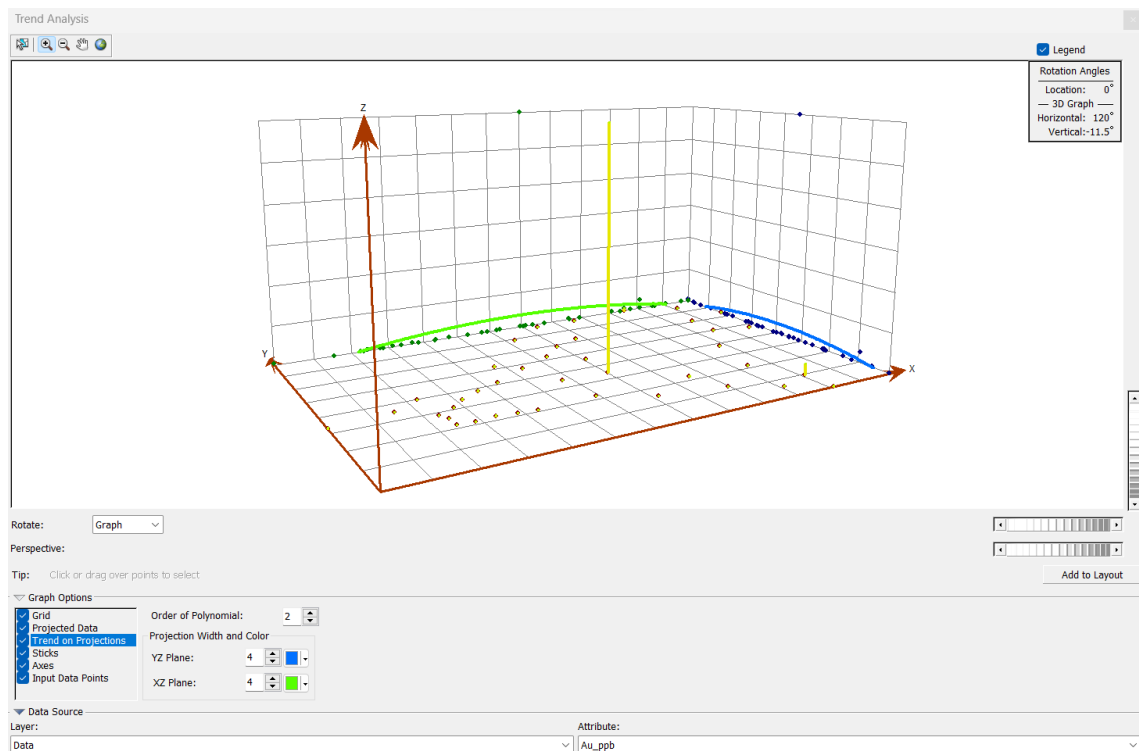 Trend Analysis
Legend
Rotation Angles
Location: 0°
— 3D Graph —
Horizontal: 120°
Vertical:-11.5°
Z
Y
X
Rotate: Graph
Perspective:
Tip: Click or drag over points to select
Add to Layout
Graph Options
Grid
Projected Data
Trend on Projections
Sticks
Axes
Input Data Points
Order of Polynomial: 2
Projection Width and Color
YZ Plane: 4
XZ Plane: 4
Data Source
Layer: Attribute:
Data Au_ppb